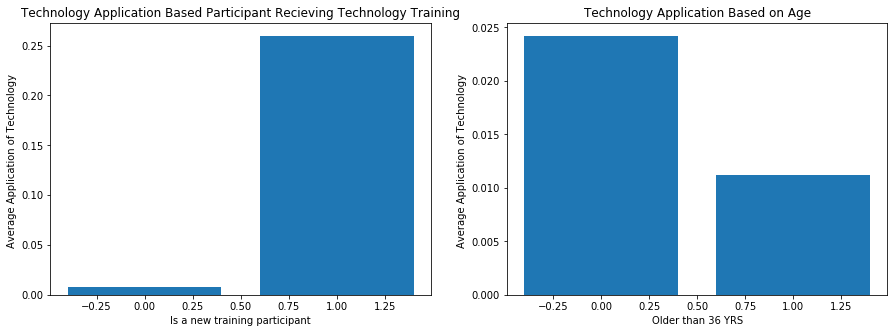 Technology Application Based Participant Recieving Technology Training
Average Application of Technology
0.25
0.20
0.15
0.10
0.05
0.00
−0.25 0.00 0.25 0.50 0.75 1.00 1.25
Is a new training participant
Technology Application Based on Age
Average Application of Technology
0.025
0.020
0.015
0.010
0.005
0.000
−0.25 0.00 0.25 0.50 0.75 1.00 1.25
Older than 36 YRS